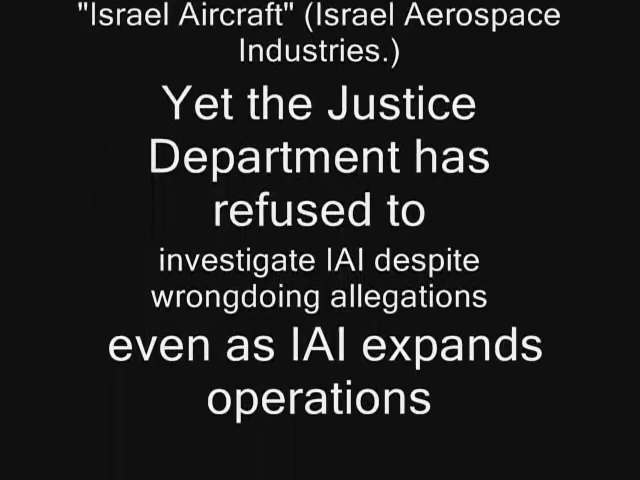 "Israel Aircraft" (Israel Aerospace
Industries.)
Yet the Justice
Department has
refused to
investigate IAI despite
wrongdoing allegations
even as IAI expands
operations